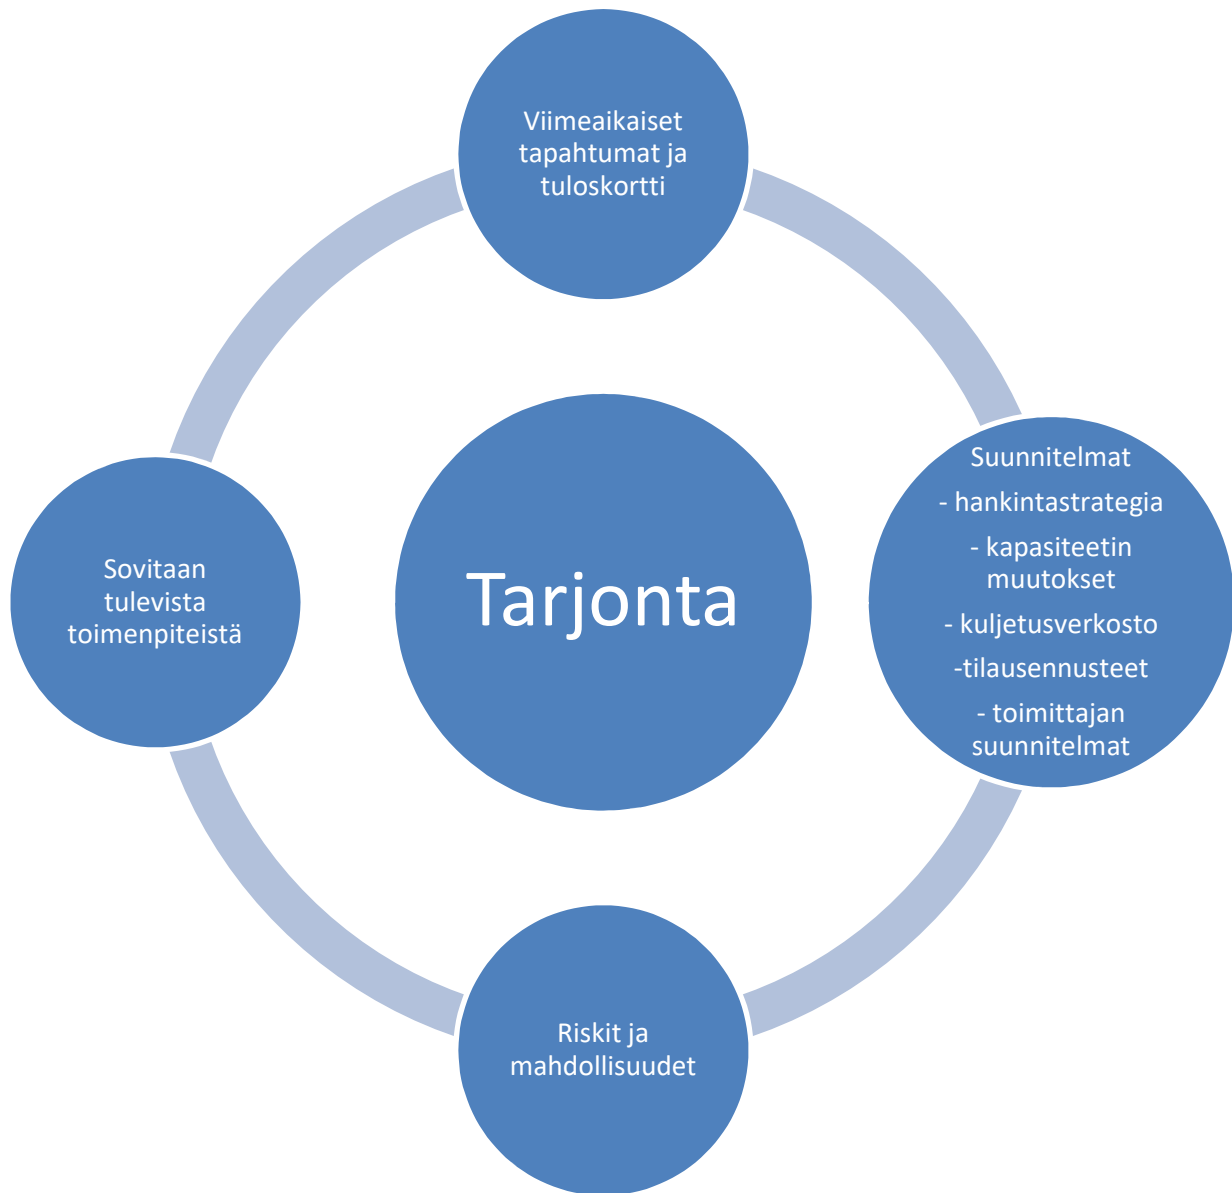 Viimeaikaiset
tapahtumat ja
tuloskortti
Suunnitelmat
- hankintastrategia
- kapasiteetin
muutokset
- kuljetusverkosto
-tilausennusteet
- toimittajan
suunnitelmat
Tarjonta
Sovitaan
tulevista
toimenpiteistä
Riskit ja
mahdollisuudet